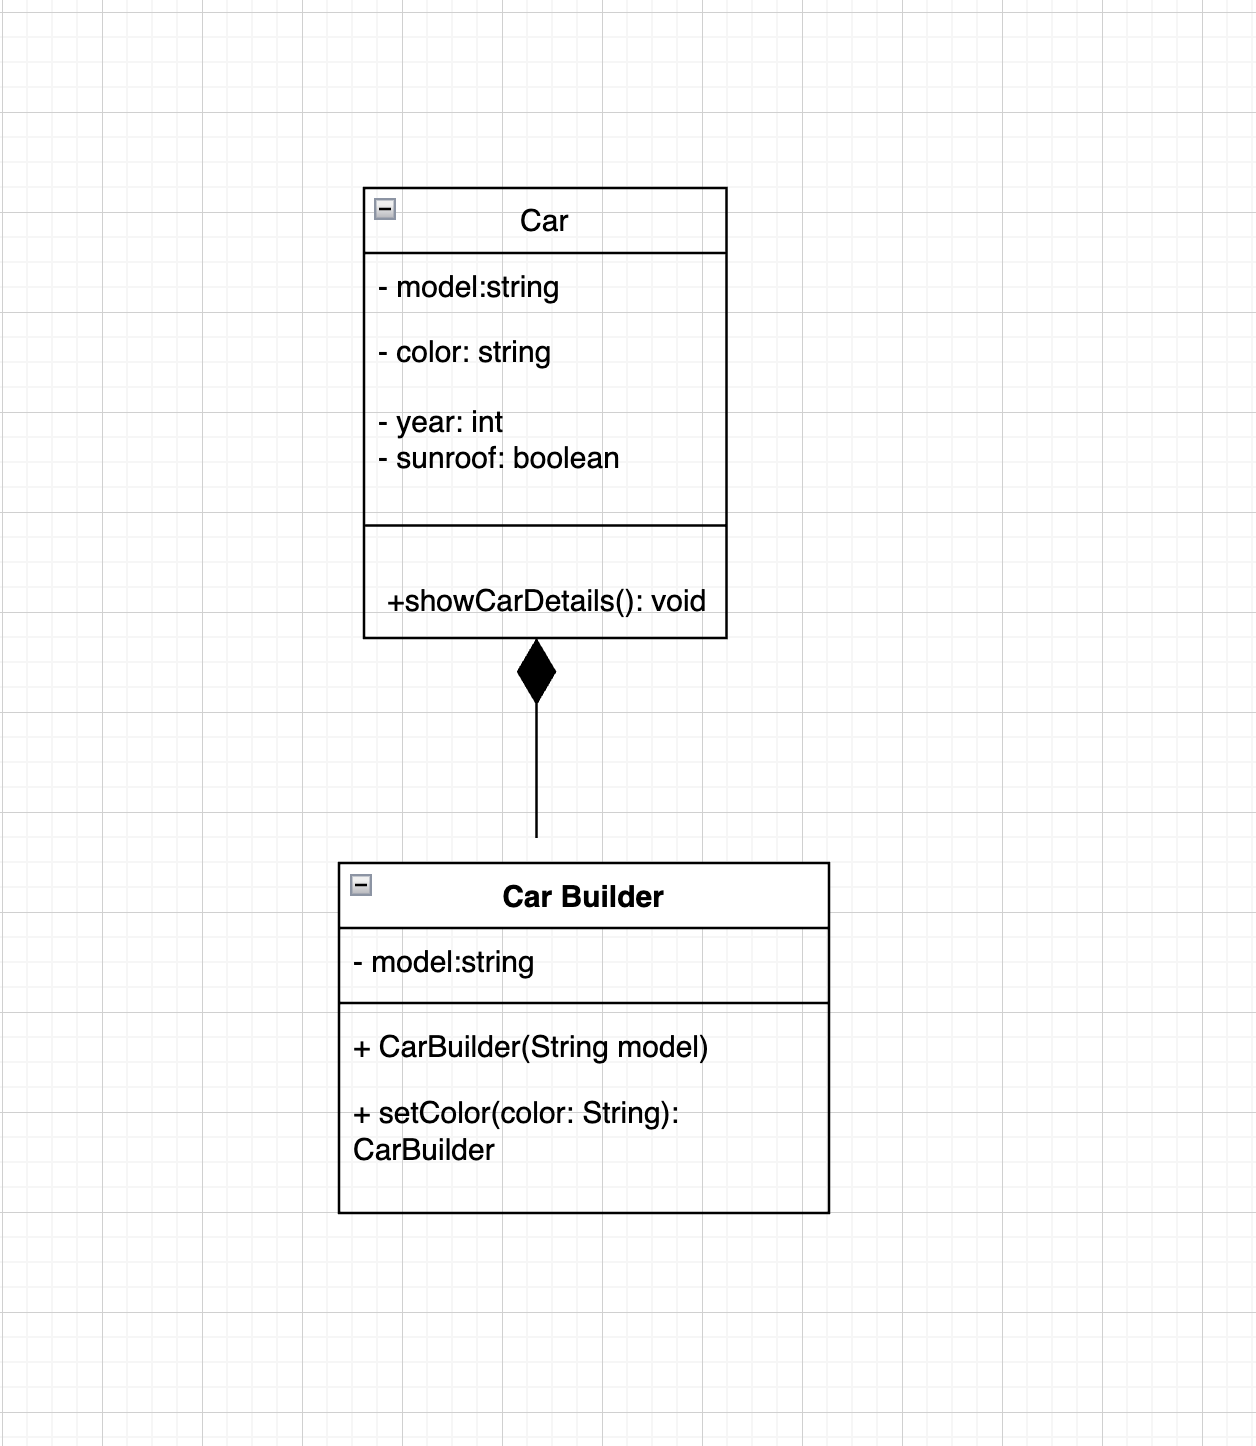 Car
- model:string
- color: string
- year: int
- sunroof: boolean
+showCarDetails(): void
Car Builder
- model:string
+ CarBuilder(String model)
+ setColor(color: String):
CarBuilder